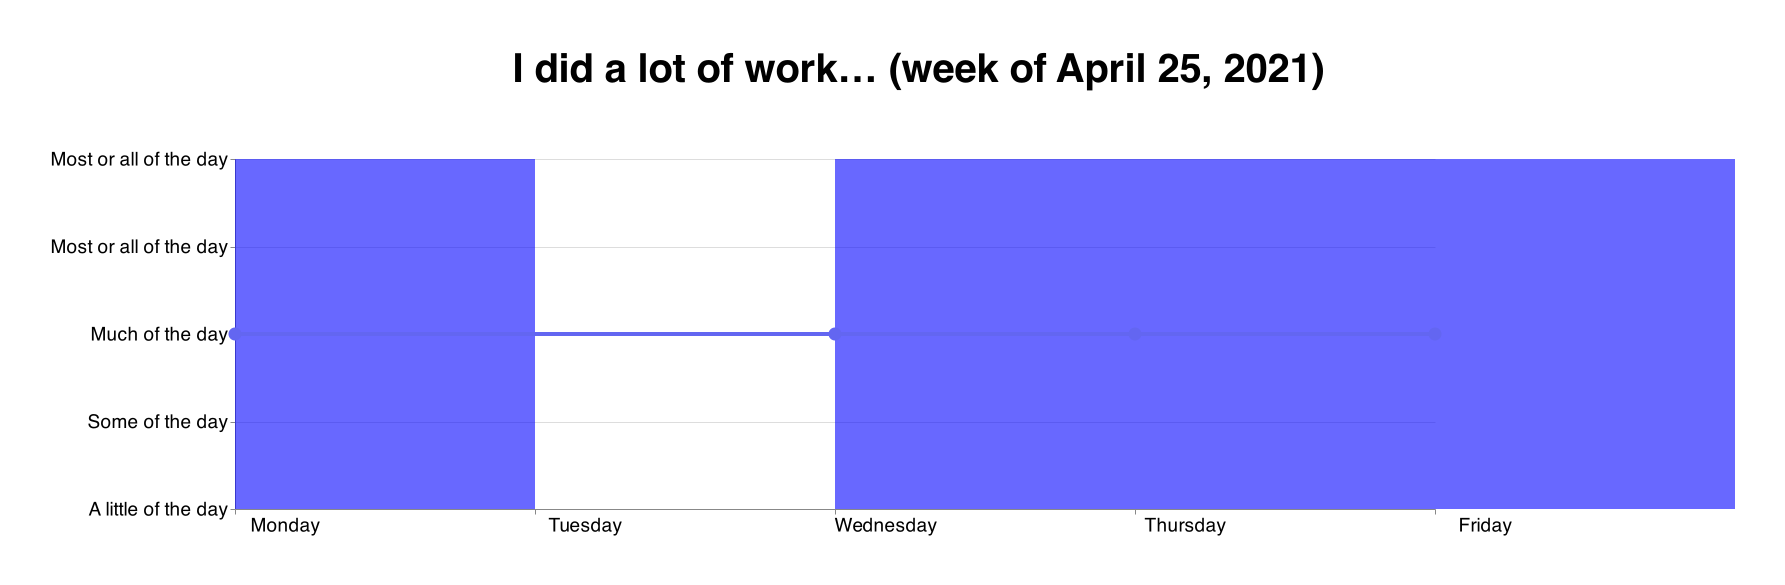 I did a lot of work… (week of April 25, 2021)
Most or all of the day
Most or all of the day
Much of the day
Some of the day
A little of the day
Monday Tuesday Wednesday Thursday Friday